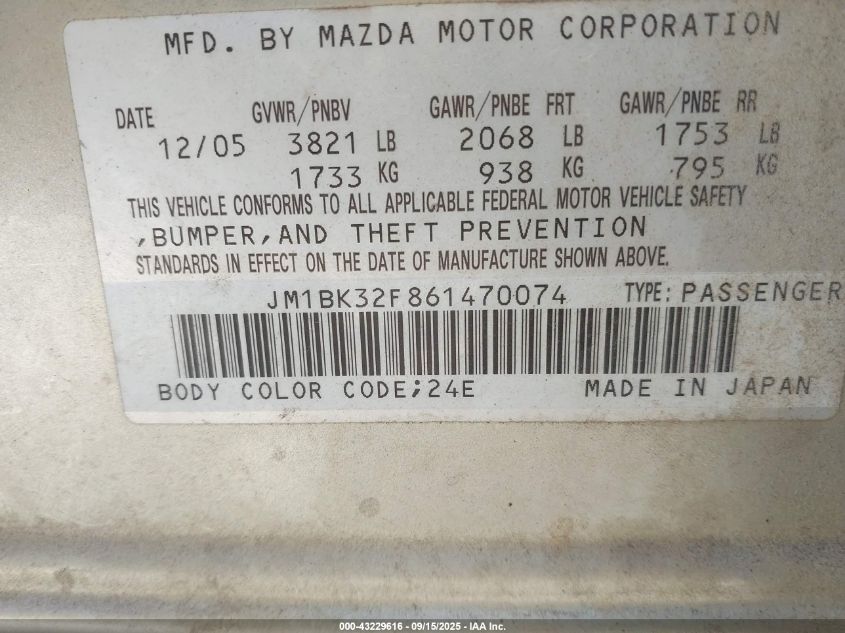 MFD. BY MAZDA MOTOR CORPORATION
DATE GVWR/PNBV GAWR/PNBE FRT GAWR/PNBE RR
12/05 3821 LB 2068 LB 1753 LB
1733 KG 938 KG 795 KG
THIS VEHICLE CONFORMS TO ALL APPLICABLE FEDERAL MOTOR VEHICLE SAFETY
,BUMPER,AND THEFT PREVENTION
STANDARDS IN EFFECT ON THE DATE OF MANUFACTURE SHOWN ABOVE.
JM1BK32F861470074 TYPE: PASSENGER
BODY COLOR CODE;24E MADE IN JAPAN
000-43229616 - 09/15/2025 - IAA Inc.